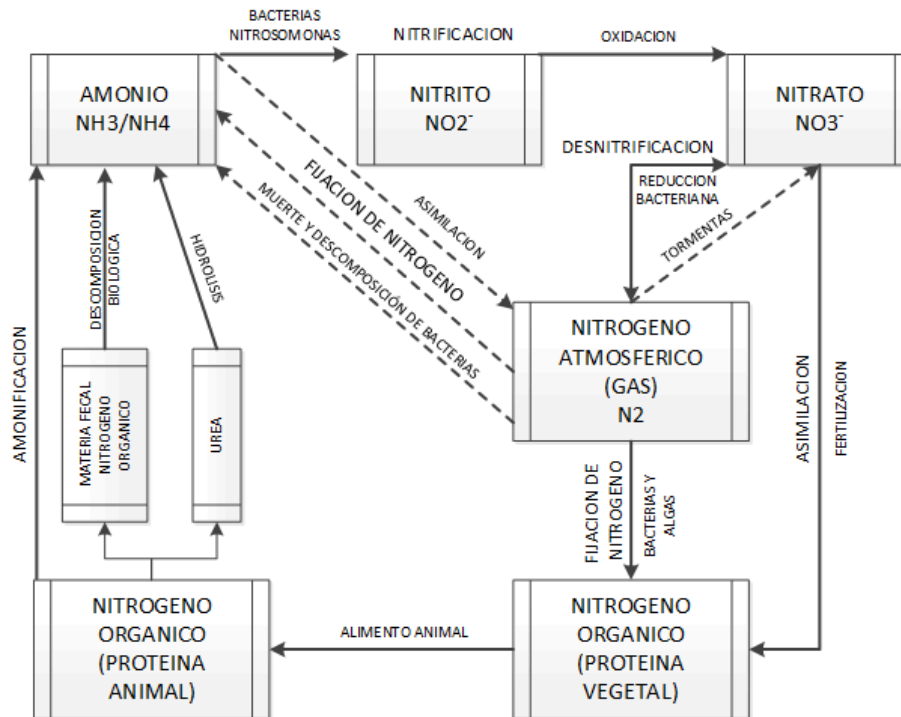 BACTERIAS
NITROSOMONAS
NITRIFICACION
OXIDACION
AMONIO
NH3/NH4
NITRITO
NO2⁻
NITRATO
NO3⁻
DESNITRIFICACION
REDUCCION
BACTERIANA
TORMENTAS
ASIMILACION
FIJACION DE NITROGENO
MUERTE Y DESCOMPOSICIÓN DE BACTERIAS
DESCOMPOSICION
BIOLOGICA
HIDROLISIS
AMONIFICACION
MATERIA FECAL
NITROGENO
ORGANICO
UREA
NITROGENO
ATMOSFERICO
(GAS)
N2
ASIMILACION
FERTILIZACION
FIJACION DE
NITROGENO
BACTERIAS Y
ALGAS
NITROGENO
ORGANICO
(PROTEINA
ANIMAL)
ALIMENTO ANIMAL
NITROGENO
ORGANICO
(PROTEINA
VEGETAL)